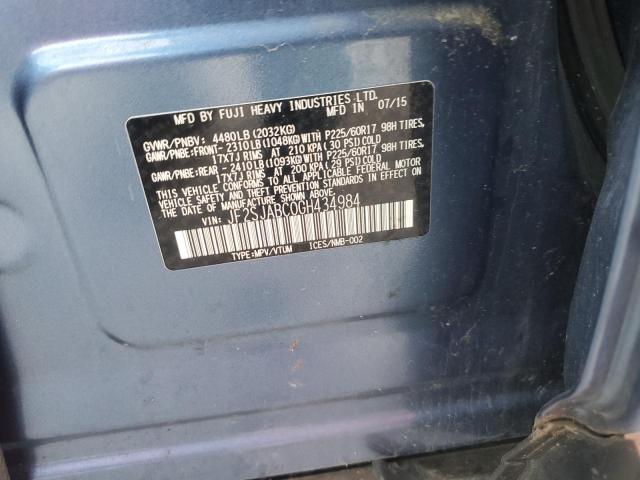 MFD BY FUJI HEAVY INDUSTRIES LTD.
MFD IN 07/15
GVWR/PNBV: 4480LB(2032KG)
GAWR/PNBE:FRONT-2310LB(1048KG)WITH P225/60R17 98H TIRES,
17X7J RIMS AT 210 KPA(30 PSI)COLD
GAWR/PNBE:REAR -2410LB(1093KG)WITH P225/60R17 98H TIRES,
17X7J RIMS AT 200 KPA(29 PSI)COLD
THIS VEHICLE CONFORMS TO ALL APPLICABLE FEDERAL MOTOR
VEHICLE SAFETY, BUMPER, AND THEFT PREVENTION
STANDARDS IN EFFECT ON THE DATE OF
MANUFACTURE SHOWN ABOVE.
VIN: JF2SJABC0GH434984
TYPE:MPV/VTUM ICES/NMB-002